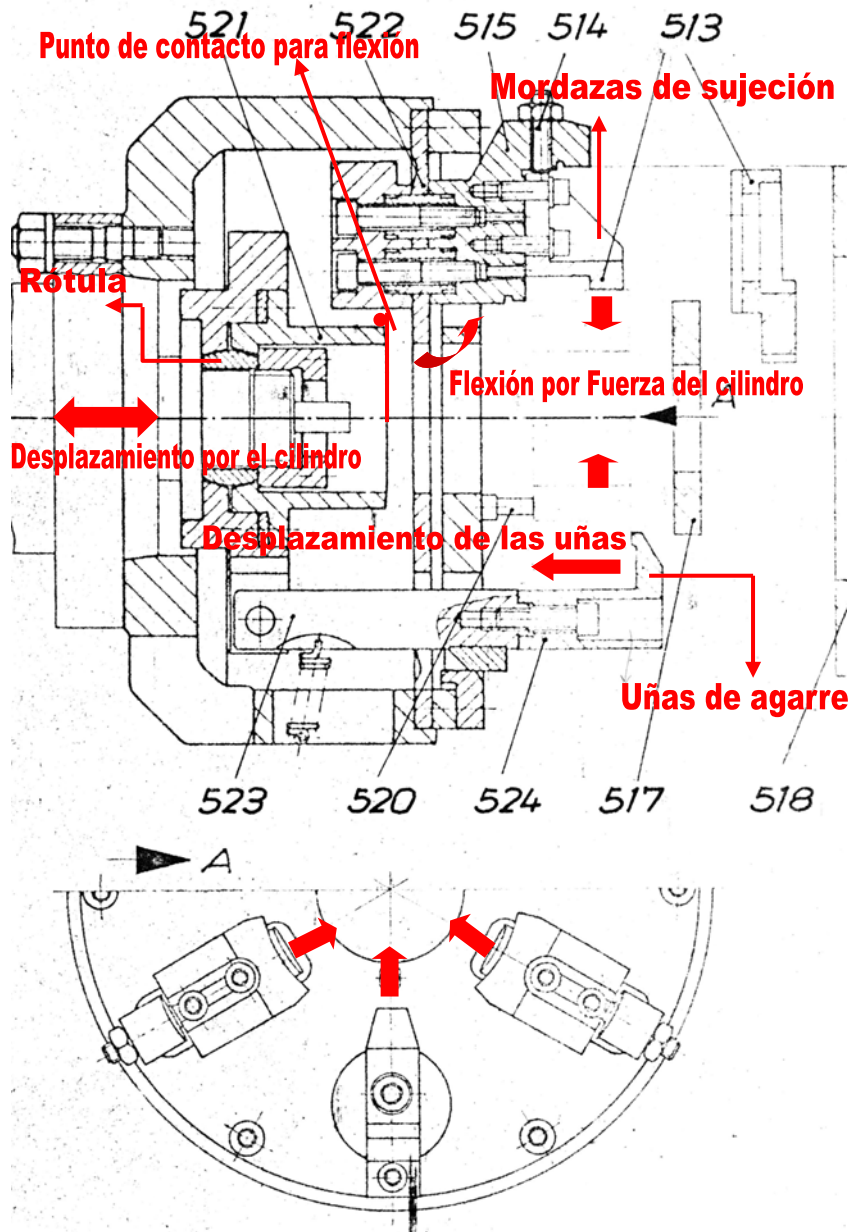 521 522 515 514 513
Punto de contacto para flexión
Mordazas de sujeción
Rótula
Flexión por Fuerza del cilindro
A
Desplazamiento por el cilindro
Desplazamiento de las uñas
Uñas de agarre
523 520 524 517 518
A